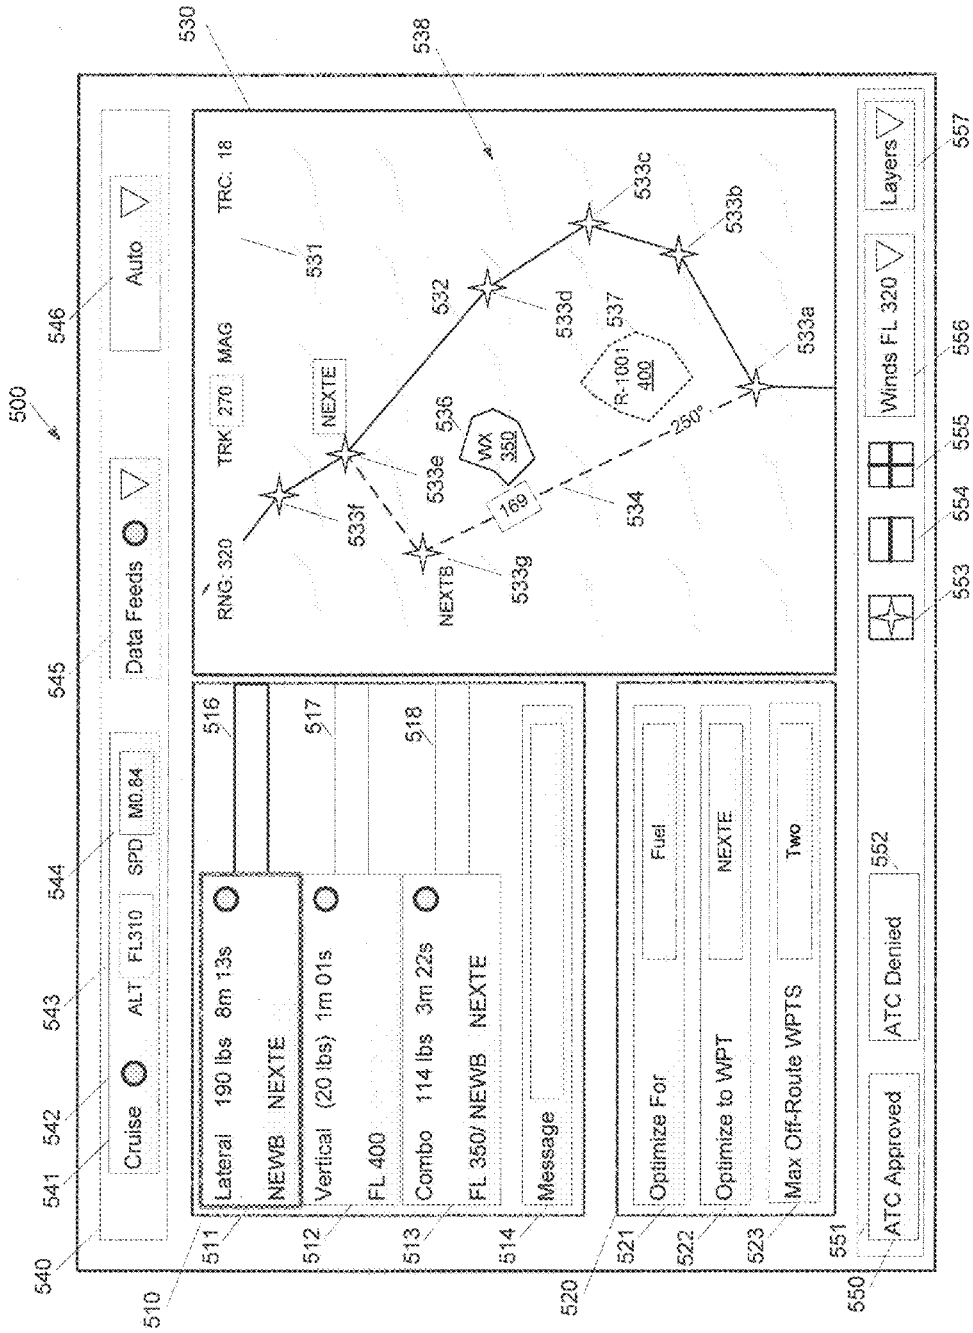 500
540
541
542
543
544
545
546
Cruise
ALT
FL310
SPD
M0.84
Data Feeds
Auto
510
511
Lateral 190 lbs 8m 13s
NEWB NEXTE
516
512
Vertical (20 lbs) 1m 01s
FL 400
517
513
Combo 114 lbs 3m 22s
FL 350/ NEWB NEXTE
518
514
Message
520
521
Optimize For
Fuel
522
Optimize to WPT
NEXTE
523
Max Off-Route WPTS
Two
530
RNG: 320
TRK 270 MAG
TRC: 18
531
538
533f
NEXTE
533e
532
NEXTB
533g
536
WX
350
533d
169
534
537
R-1001
400
533c
250°
533b
533a
551
550
ATC Approved
ATC Denied
552
553
554
555
Winds FL 320
556
Layers
557